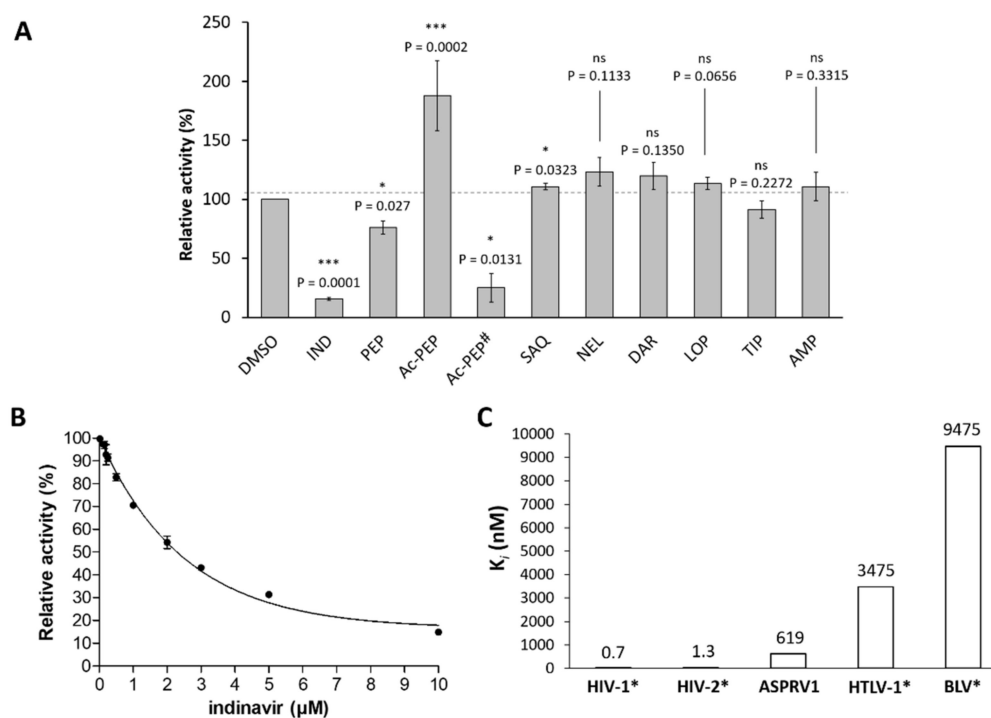 A
Relative activity (%)
250
200
150
100
50
0
***
P = 0.0001
*
P = 0.027
***
P = 0.0002
*
P = 0.0131
*
P = 0.0323
ns
P = 0.1133
ns
P = 0.1350
ns
P = 0.0656
ns
P = 0.2272
ns
P = 0.3315
DMSO
IND
PEP
Ac-PEP
Ac-PEP#
SAQ
NEL
DAR
LOP
TIP
AMP
B
Relative activity (%)
100
90
80
70
60
50
40
30
20
10
0
0 1 2 3 4 5 6 7 8 9 10
indinavir (µM)
C
Ki (nM)
10000
9000
8000
7000
6000
5000
4000
3000
2000
1000
0
0.7
1.3
619
3475
9475
HIV-1* HIV-2* ASPRV1 HTLV-1* BLV*